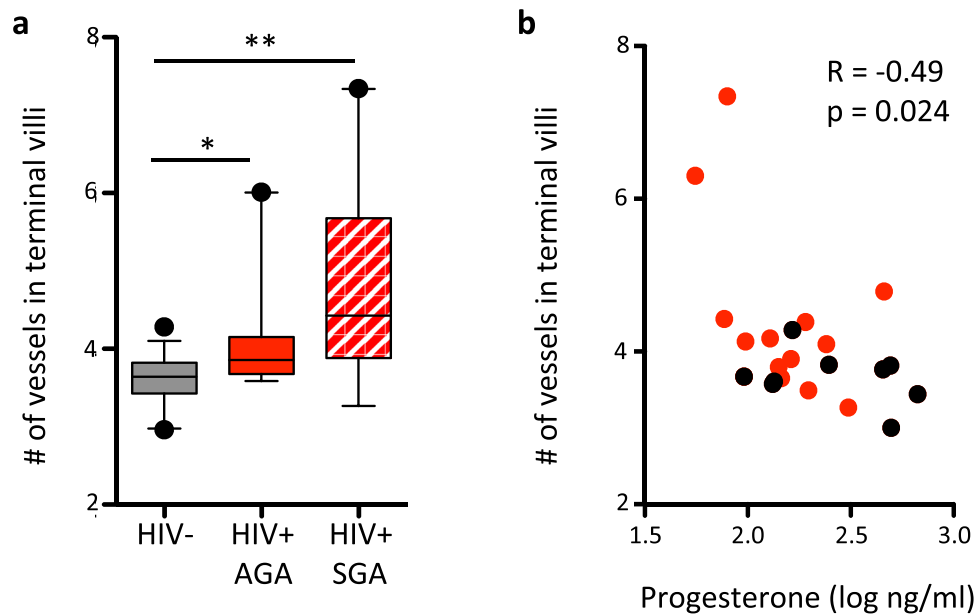 a
# of vessels in terminal villi
8
6
4
2
*
**
HIV-
HIV+
AGA
HIV+
SGA
b
# of vessels in terminal villi
8
6
4
2
R = -0.49
p = 0.024
1.5 2.0 2.5 3.0
Progesterone (log ng/ml)